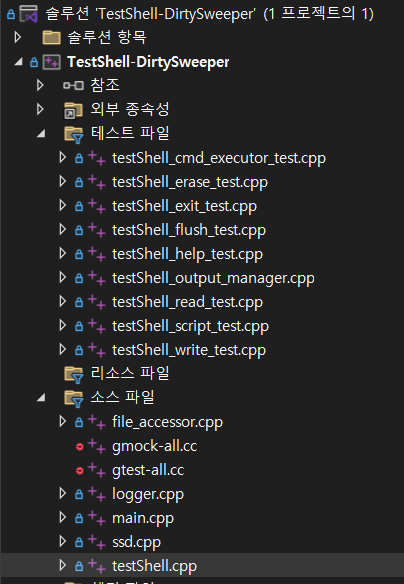 솔루션 'TestShell-DirtySweeper' (1 프로젝트의 1)
솔루션 항목
TestShell-DirtySweeper
참조
외부 종속성
테스트 파일
testShell_cmd_executor_test.cpp
testShell_erase_test.cpp
testShell_exit_test.cpp
testShell_flush_test.cpp
testShell_help_test.cpp
testShell_output_manager.cpp
testShell_read_test.cpp
testShell_script_test.cpp
testShell_write_test.cpp
리소스 파일
소스 파일
file_accessor.cpp
gmock-all.cc
gtest-all.cc
logger.cpp
main.cpp
ssd.cpp
testShell.cpp